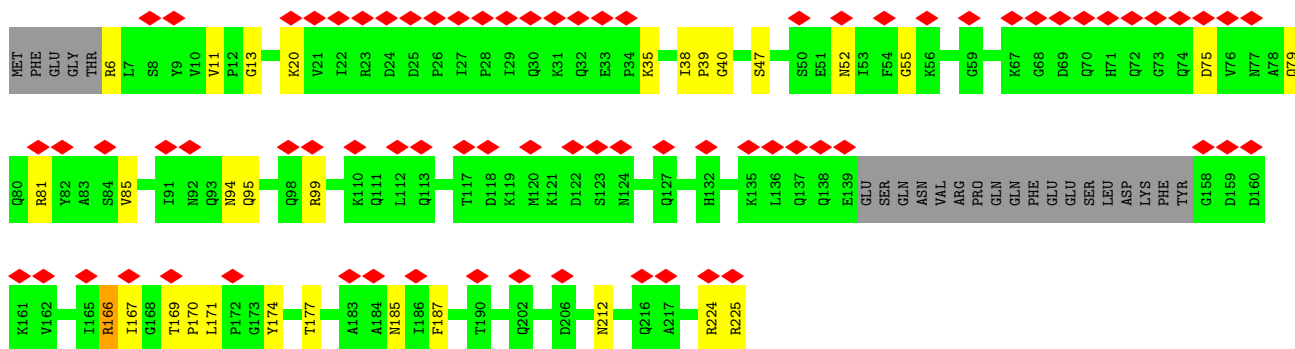 MET PHE GLU GLY THR R6 L7 S8 Y9 V10 V11 P12 G13 K20 V21 I22 R23 D24 D25 P26 I27 P28 I29 Q30 K31 Q32 E33 P34 K35 I38 P39 G40 S47 S50 E51 N52 I53 F54 G55 K56 G59 K67 G68 D69 Q70 H71 Q72 G73 Q74 D75 V76 N77 A78 Q79
Q80 R81 Y82 A83 S84 V85 I91 N92 Q93 N94 Q95 Q98 R99 K110 Q111 L112 Q113 T117 D118 K119 M120 K121 D122 S123 N124 Q127 H132 K135 L136 Q137 Q138 E139 GLU SER GLN ASN VAL ARG PRO GLN GLN PHE GLU GLU SER LEU ASP LYS PHE TYR G158 D159 D160
K161 V162 I165 R166 I167 G168 T169 P170 L171 P172 G173 Y174 T177 A183 A184 N185 I186 F187 T190 Q202 D206 N212 Q216 A217 R224 R225